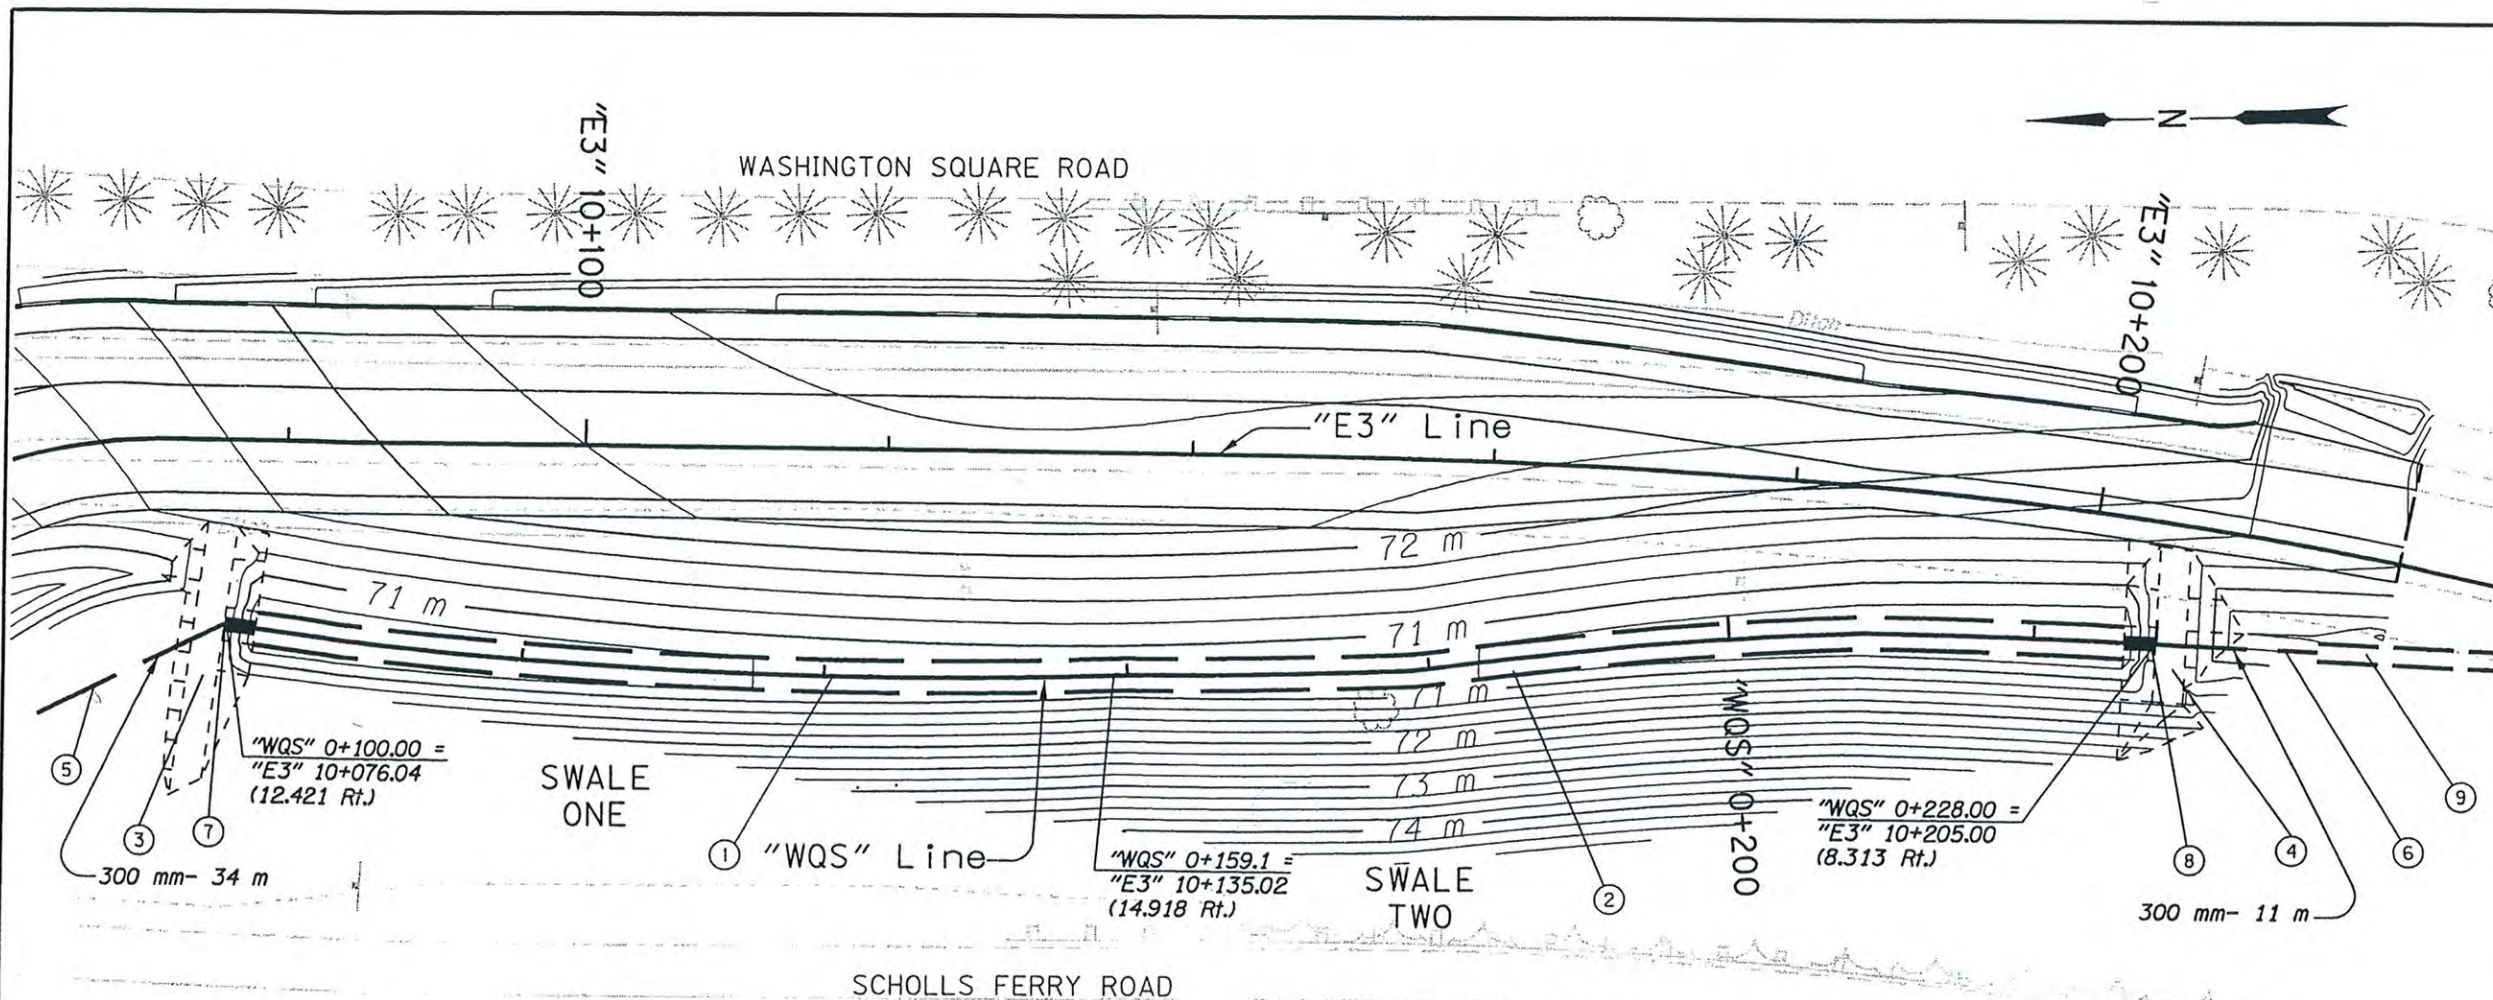 WASHINGTON SQUARE ROAD
"E3" 10+100
N
"E3" 10+200
Ditch
"E3" Line
72 m
71 m
71 m
71 m
72 m
73 m
74 m
"WQS" 0+100.00 =
"E3" 10+076.04
(12.421 Rt.)
SWALE
ONE
"WQS" Line
"WQS" 0+159.1 =
"E3" 10+135.02
(14.918 Rt.)
SWALE
TWO
"WQS" 0+200
"WQS" 0+228.00 =
"E3" 10+205.00
(8.313 Rt.)
5
3
7
1
2
8
4
6
9
300 mm- 34 m
300 mm- 11 m
SCHOLLS FERRY ROAD